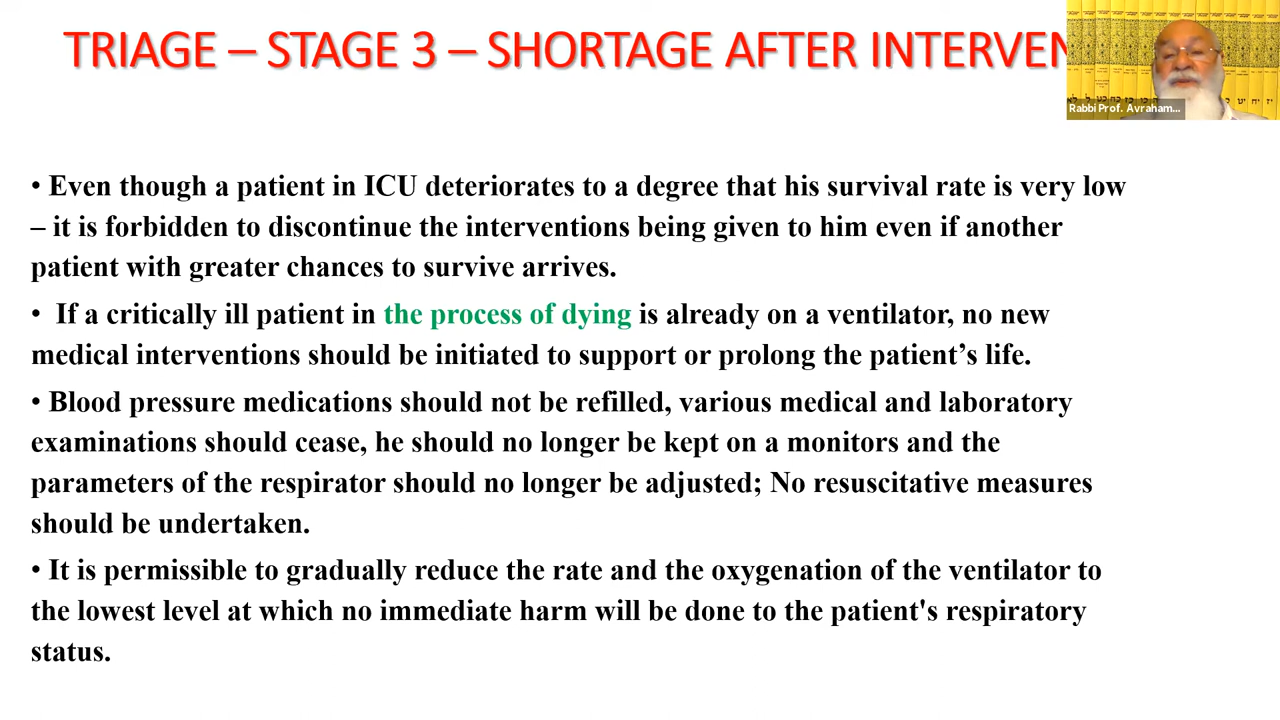 TRIAGE – STAGE 3 – SHORTAGE AFTER INTERVEN
Rabbi Prof. Avraham...
• Even though a patient in ICU deteriorates to a degree that his survival rate is very low
– it is forbidden to discontinue the interventions being given to him even if another
patient with greater chances to survive arrives.
• If a critically ill patient in the process of dying is already on a ventilator, no new
medical interventions should be initiated to support or prolong the patient’s life.
• Blood pressure medications should not be refilled, various medical and laboratory
examinations should cease, he should no longer be kept on a monitors and the
parameters of the respirator should no longer be adjusted; No resuscitative measures
should be undertaken.
• It is permissible to gradually reduce the rate and the oxygenation of the ventilator to
the lowest level at which no immediate harm will be done to the patient's respiratory
status.